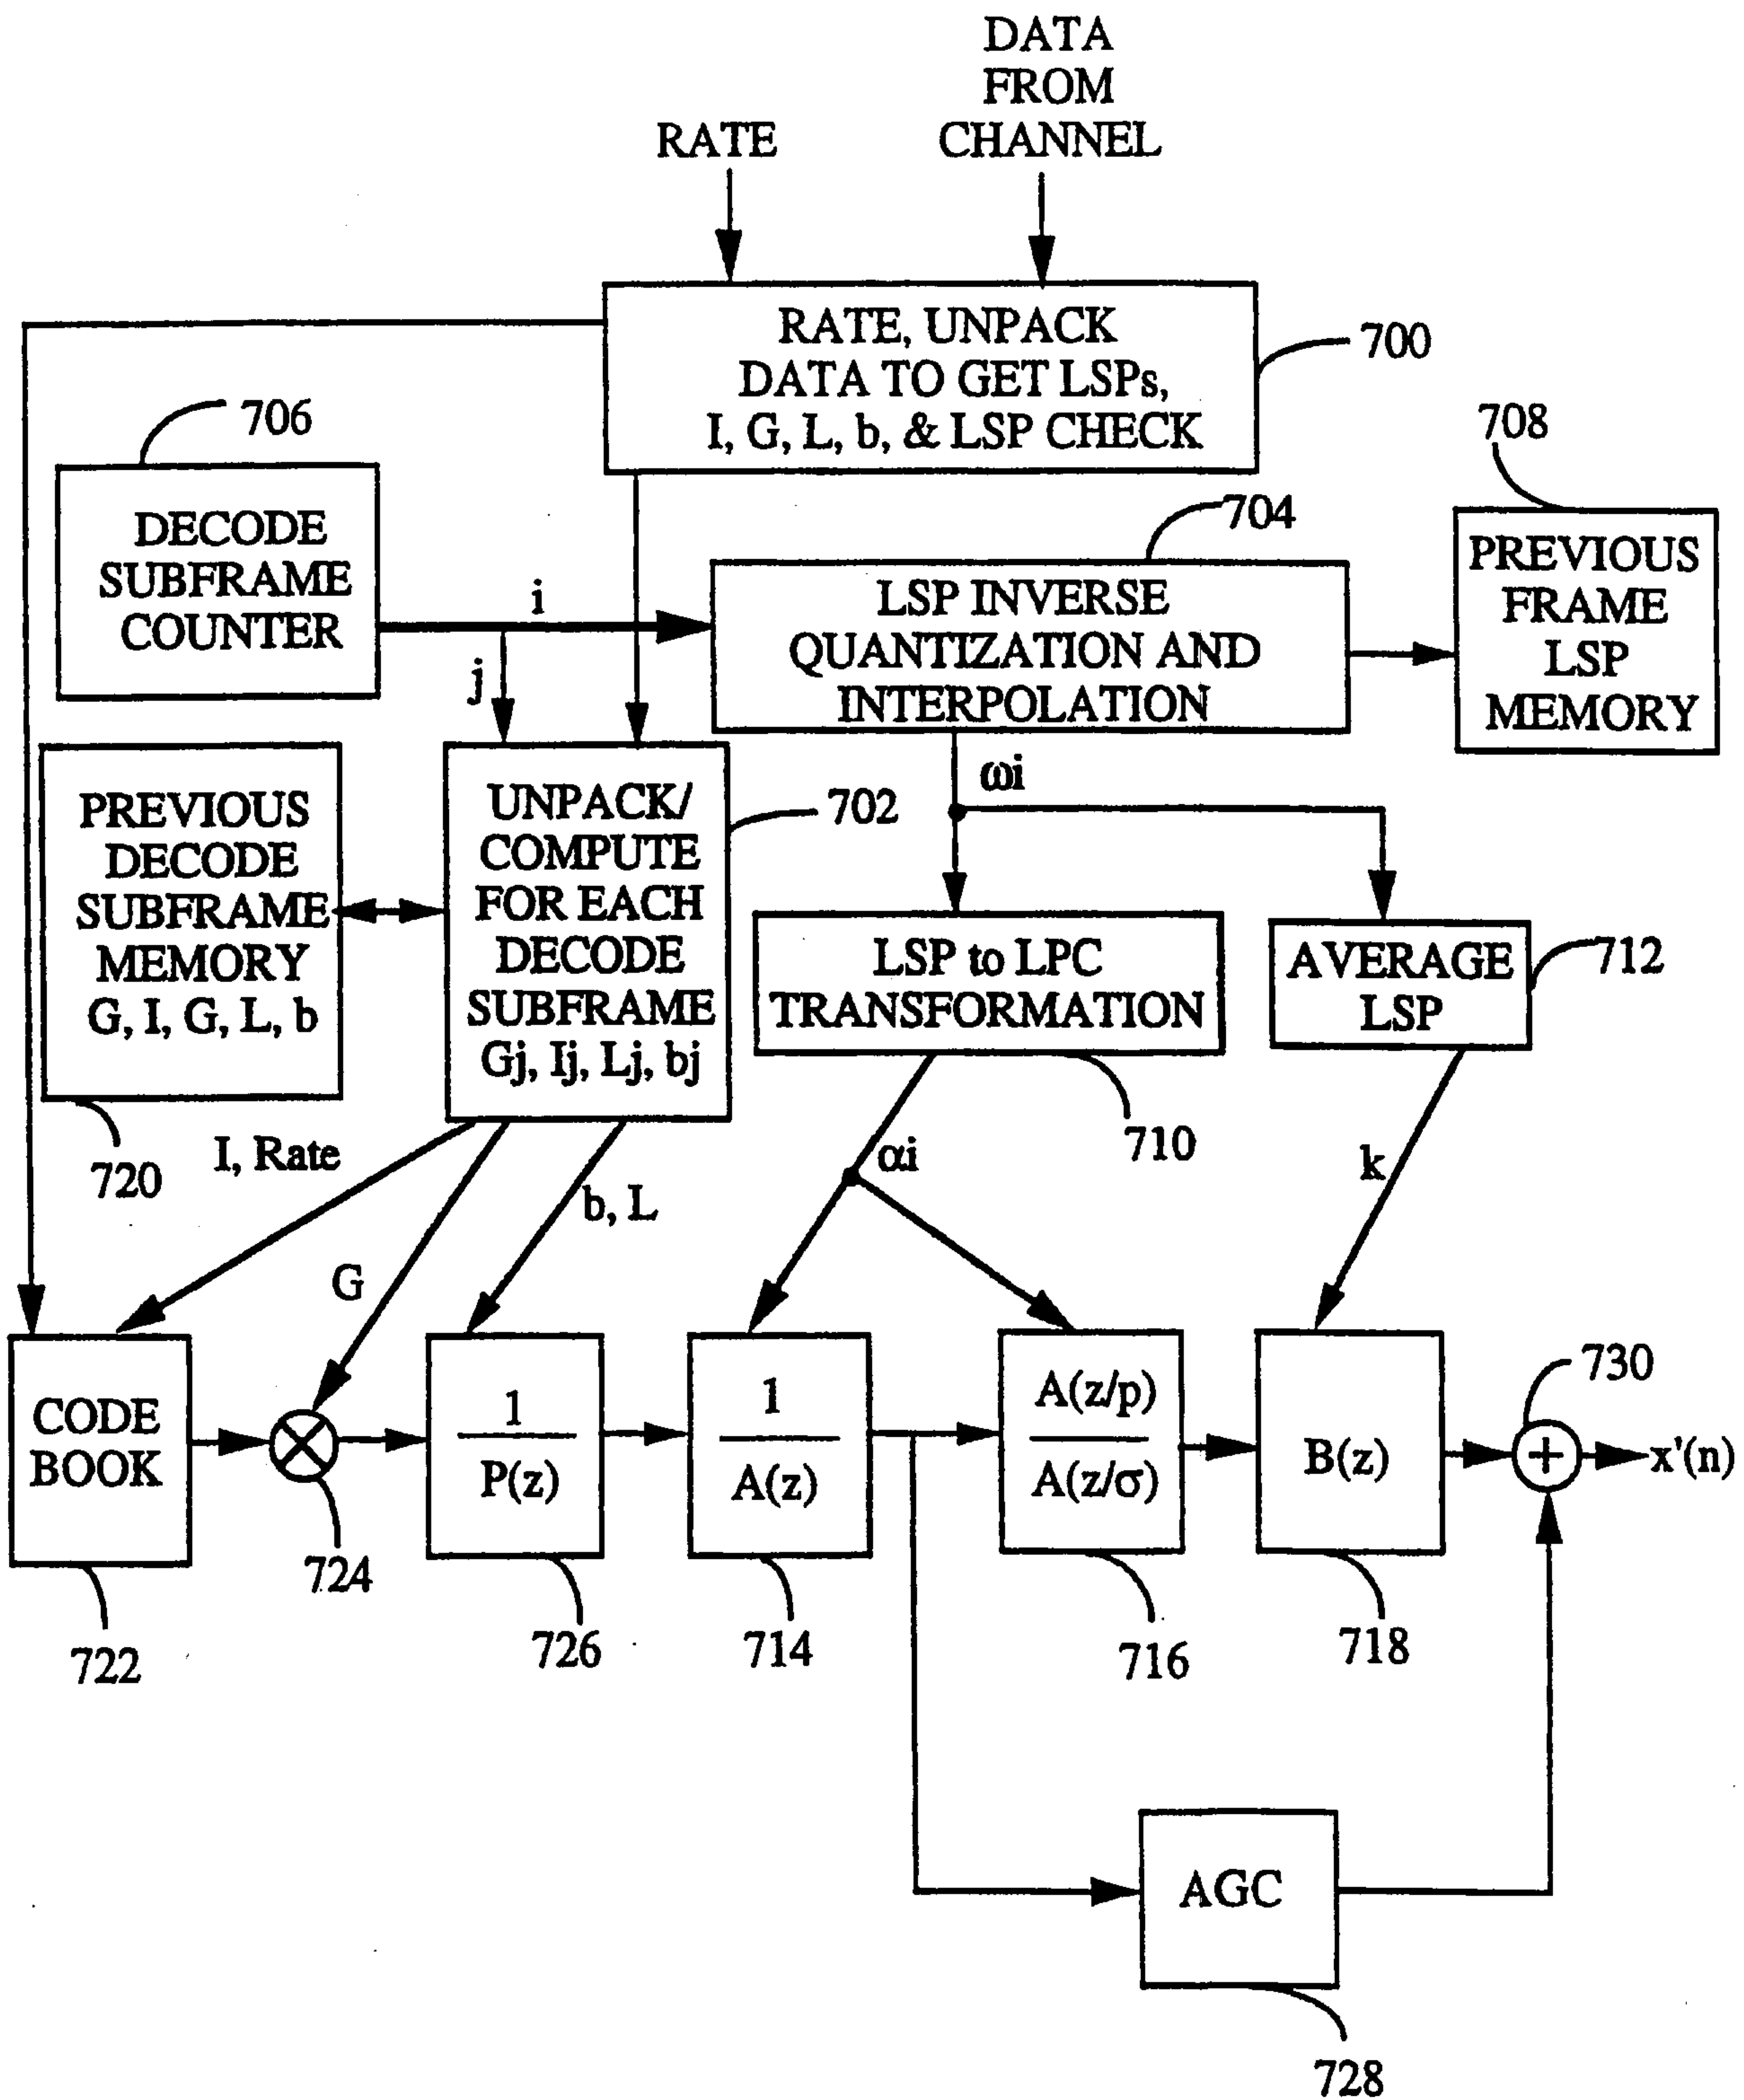 DATA
FROM
CHANNEL
RATE
RATE, UNPACK
DATA TO GET LSPs,
I, G, L, b, & LSP CHECK
700
706
DECODE
SUBFRAME
COUNTER
i
j
704
LSP INVERSE
QUANTIZATION AND
INTERPOLATION
708
PREVIOUS
FRAME
LSP
MEMORY
ωi
PREVIOUS
DECODE
SUBFRAME
MEMORY
G, I, G, L, b
720
UNPACK/
COMPUTE
FOR EACH
DECODE
SUBFRAME
Gj, Ij, Lj, bj
702
LSP to LPC
TRANSFORMATION
710
AVERAGE
LSP
712
I, Rate
G
b, L
αi
k
CODE
BOOK
722
724
1
P(z)
726
1
A(z)
714
A(z/p)
A(z/σ)
716
B(z)
718
730
+
x'(n)
AGC
728